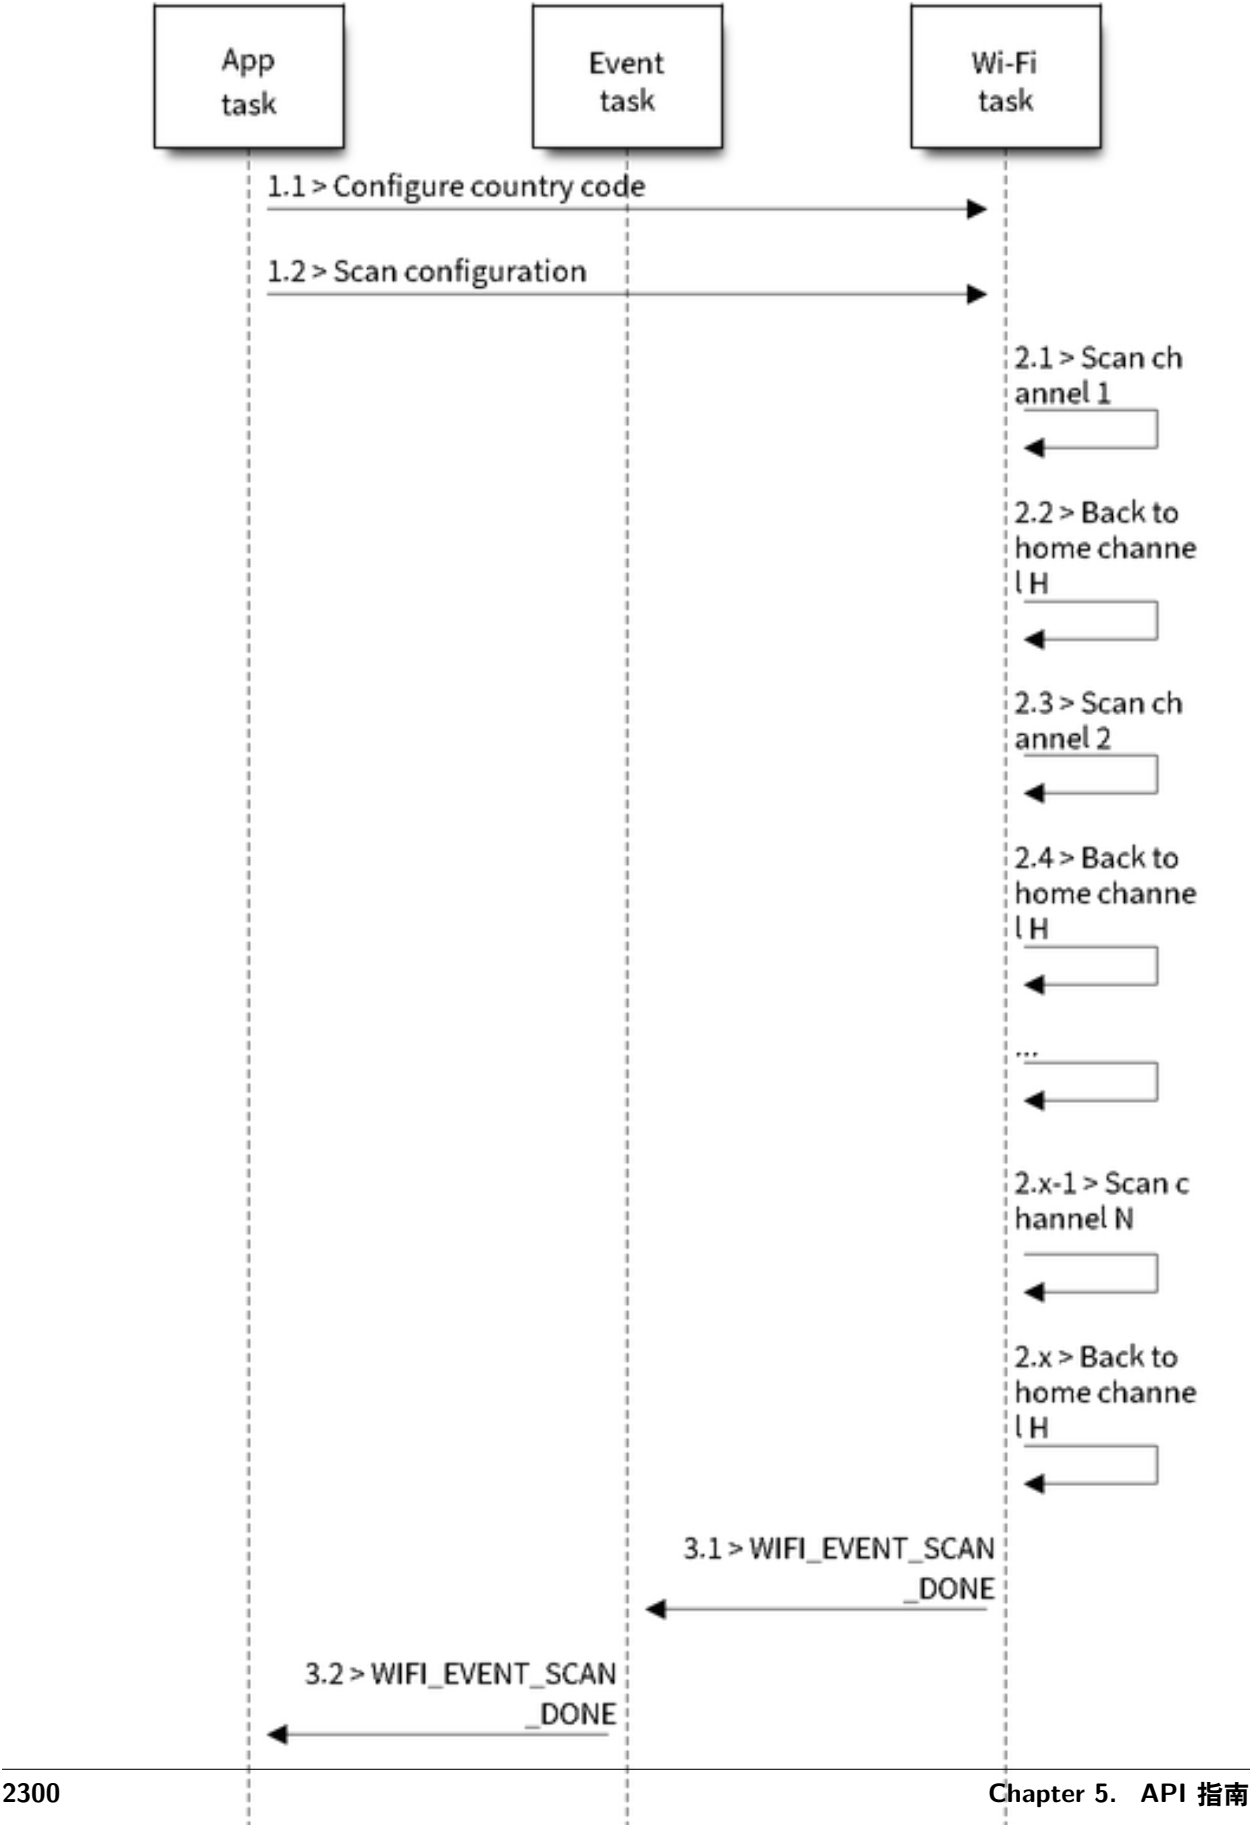 App
task
Event
task
Wi-Fi
task
1.1 > Configure country code
1.2 > Scan configuration
2.1 > Scan ch
annel 1
2.2 > Back to
home channe
l H
2.3 > Scan ch
annel 2
2.4 > Back to
home channe
l H
...
2.x-1 > Scan c
hannel N
2.x > Back to
home channe
l H
3.1 > WIFI_EVENT_SCAN
_DONE
3.2 > WIFI_EVENT_SCAN
_DONE
2300
Chapter 5. API 指南